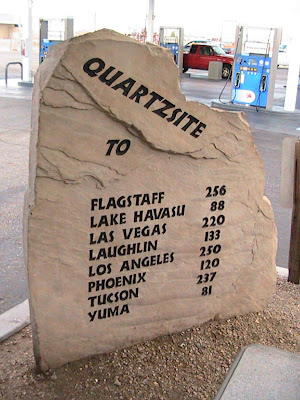 QUARTZSITE
TO
FLAGSTAFF 256
LAKE HAVASU 88
LAS VEGAS 220
LAUGHLIN 133
LOS ANGELES 250
PHOENIX 120
TUCSON 237
YUMA 81